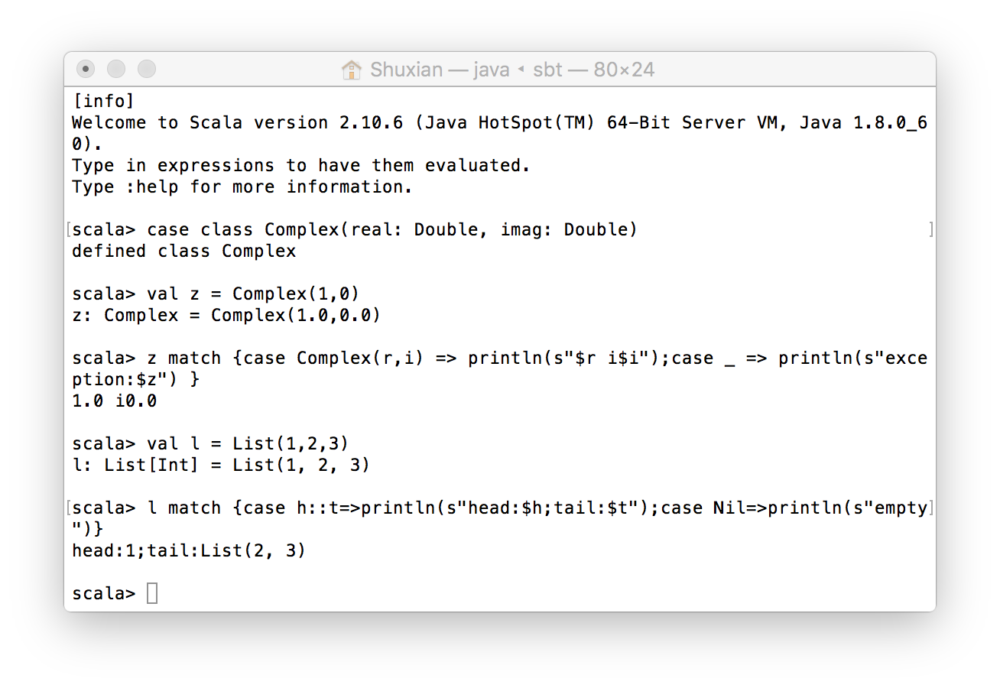 Shuxian — java ◂ sbt — 80×24
[info]
Welcome to Scala version 2.10.6 (Java HotSpot(TM) 64-Bit Server VM, Java 1.8.0_6
0).
Type in expressions to have them evaluated.
Type :help for more information.
scala> case class Complex(real: Double, imag: Double)
defined class Complex
scala> val z = Complex(1,0)
z: Complex = Complex(1.0,0.0)
scala> z match {case Complex(r,i) => println(s"$r i$i");case _ => println(s"exce
ption:$z") }
1.0 i0.0
scala> val l = List(1,2,3)
l: List[Int] = List(1, 2, 3)
scala> l match {case h::t=>println(s"head:$h;tail:$t");case Nil=>println(s"empty
")}
head:1;tail:List(2, 3)
scala>